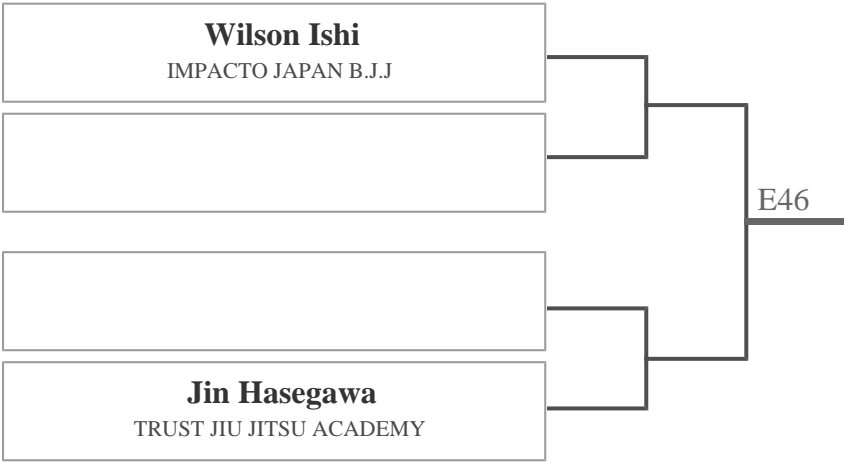 Wilson Ishi
IMPACTO JAPAN B.J.J
E46
Jin Hasegawa
TRUST JIU JITSU ACADEMY